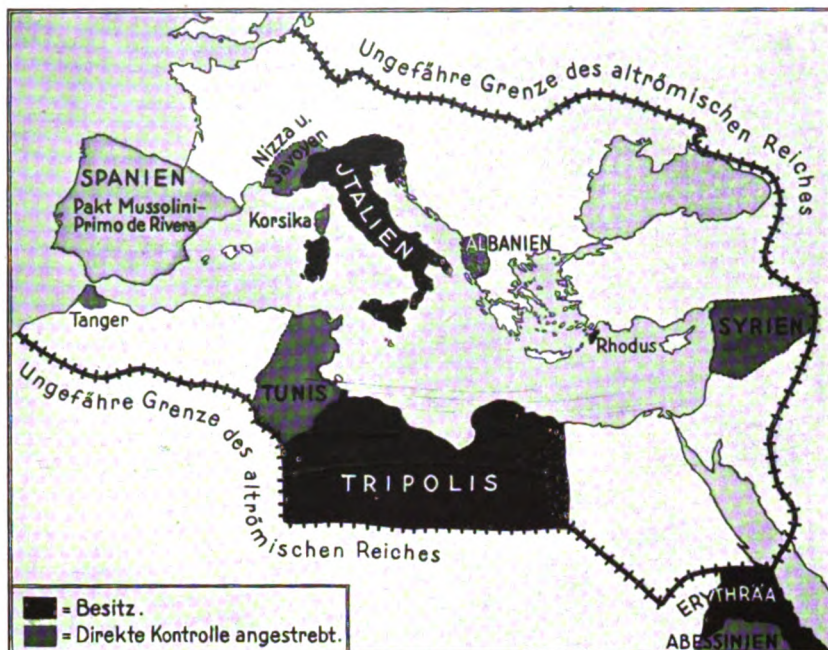 Ungefähre Grenze des altrömischen Reiches
Nizza u.
Savoyen
SPANIEN
Pakt Mussolini-
Primo de Rivera
Korsika
JTALIEN
ALBANIEN
Tanger
Rhodus
SYRIEN
TUNIS
Ungefähre Grenze des altrömischen Reiches
TRIPOLIS
ERYTHRÄA
ABESSINIEN
= Besitz.
= Direkte Kontrolle angestrebt.